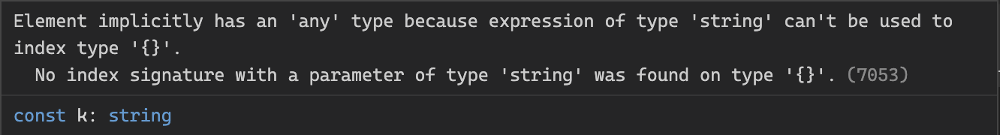 Element implicitly has an 'any' type because expression of type 'string' can't be used to
index type '{}'.
  No index signature with a parameter of type 'string' was found on type '{}'. (7053)
const k: string